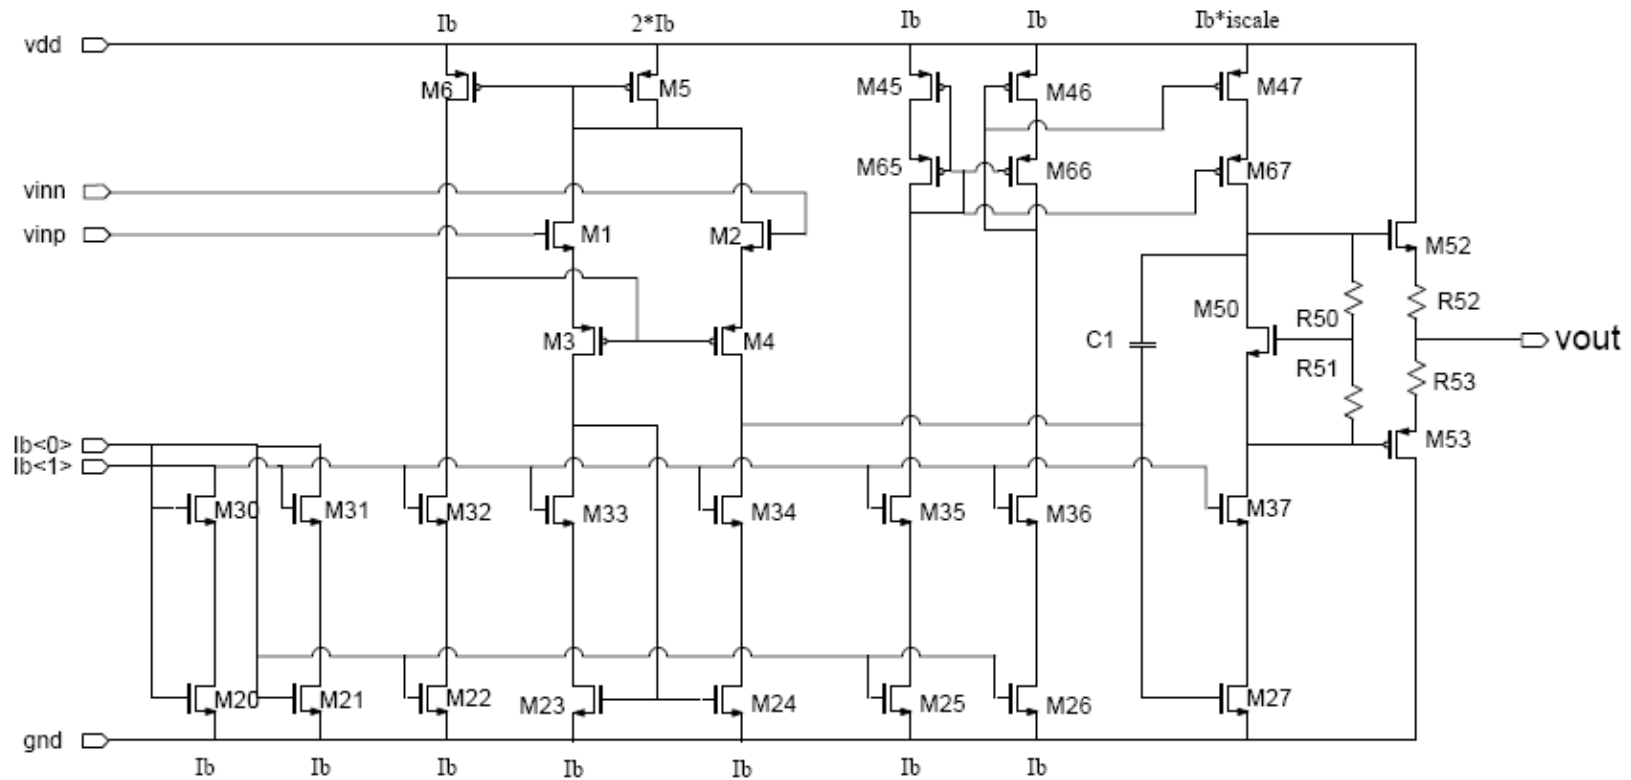 Ib 2*Ib Ib Ib Ib*iscale
vdd
M6 M5 M45 M46 M47
M65 M66 M67
vinn
vinp M1 M2 M52
M50 R50 R52
M3 M4 C1 vout
R51 R53
Ib<0> M53
Ib<1>
M30 M31 M32 M33 M34 M35 M36 M37
M20 M21 M22 M23 M24 M25 M26 M27
gnd
Ib Ib Ib Ib Ib Ib Ib